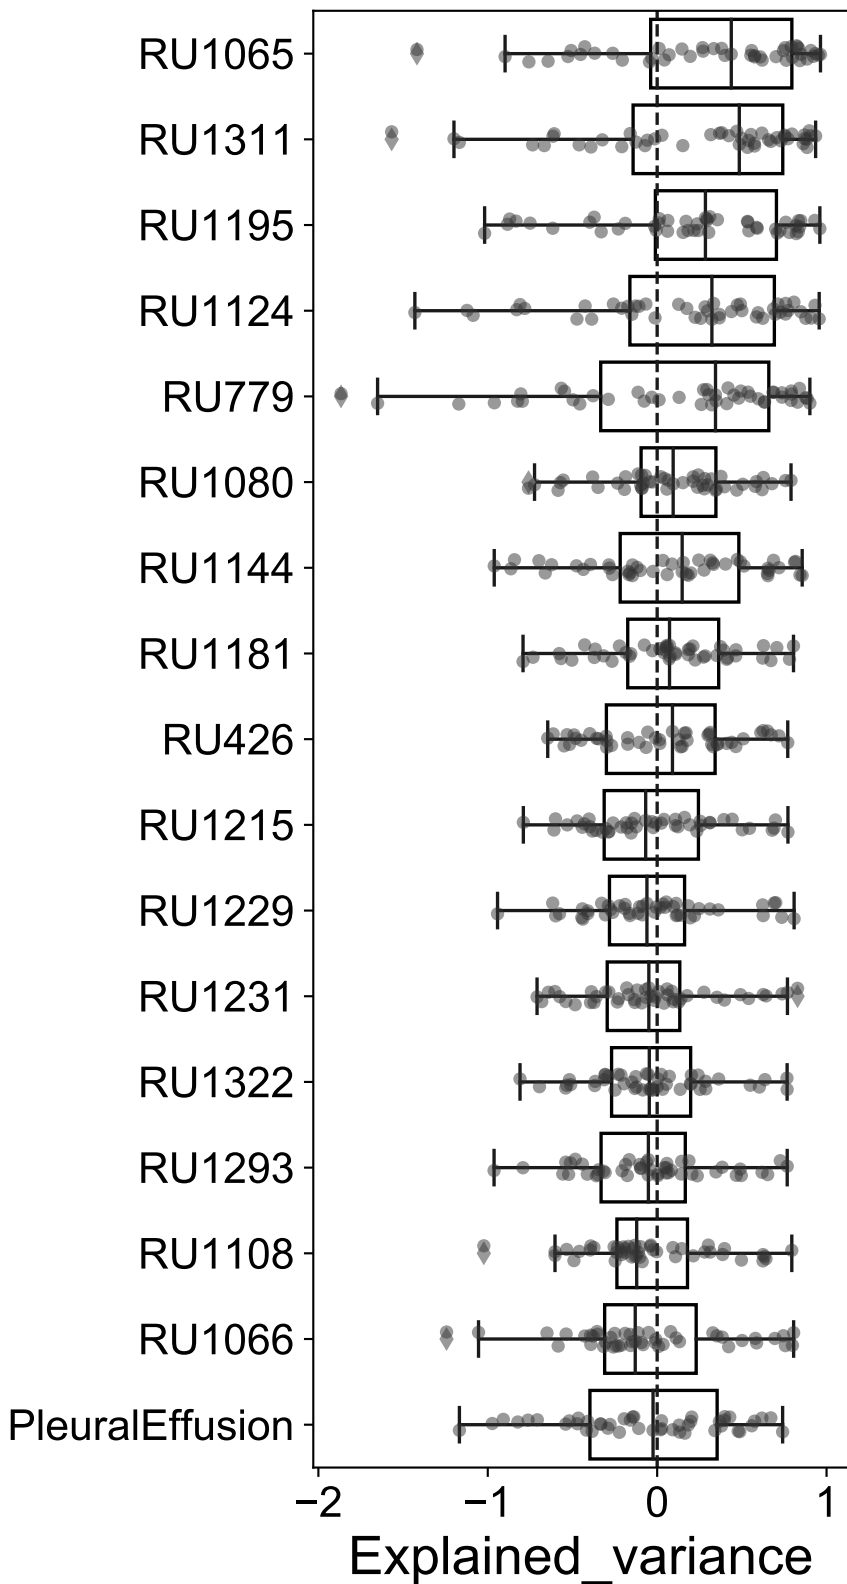 RU1065
RU1311
RU1195
RU1124
RU779
RU1080
RU1144
RU1181
RU426
RU1215
RU1229
RU1231
RU1322
RU1293
RU1108
RU1066
PleuralEffusion
−2 −1 0 1
Explained_variance